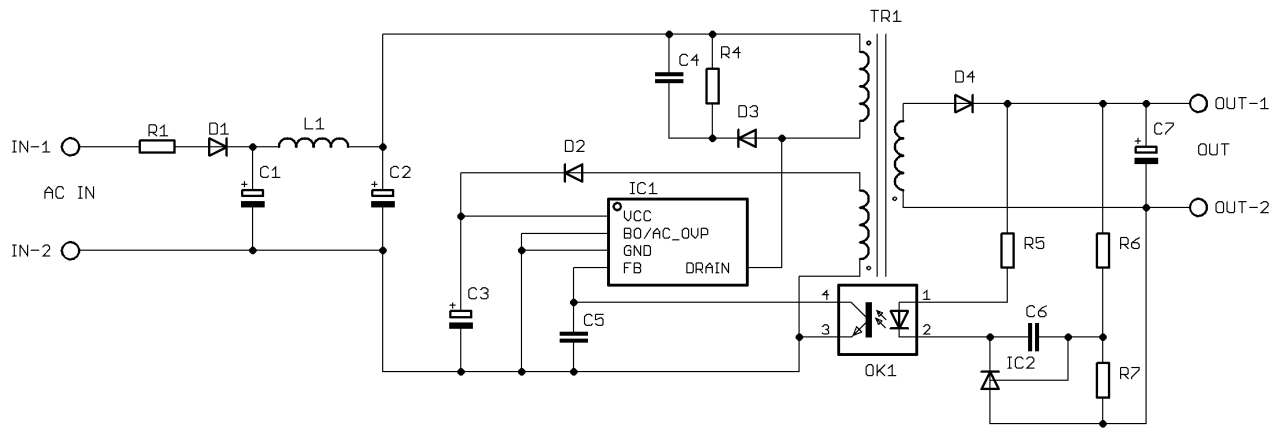 TR1
C4
R4
D3
D4
OUT-1
C7
OUT
OUT-2
R1
D1
L1
IN-1
AC IN
IN-2
C1
C2
D2
IC1
VCC
BO/AC_OVP
GND
FB
DRAIN
C3
C5
4
3
1
2
OK1
R5
R6
C6
IC2
R7
+
+
+
+